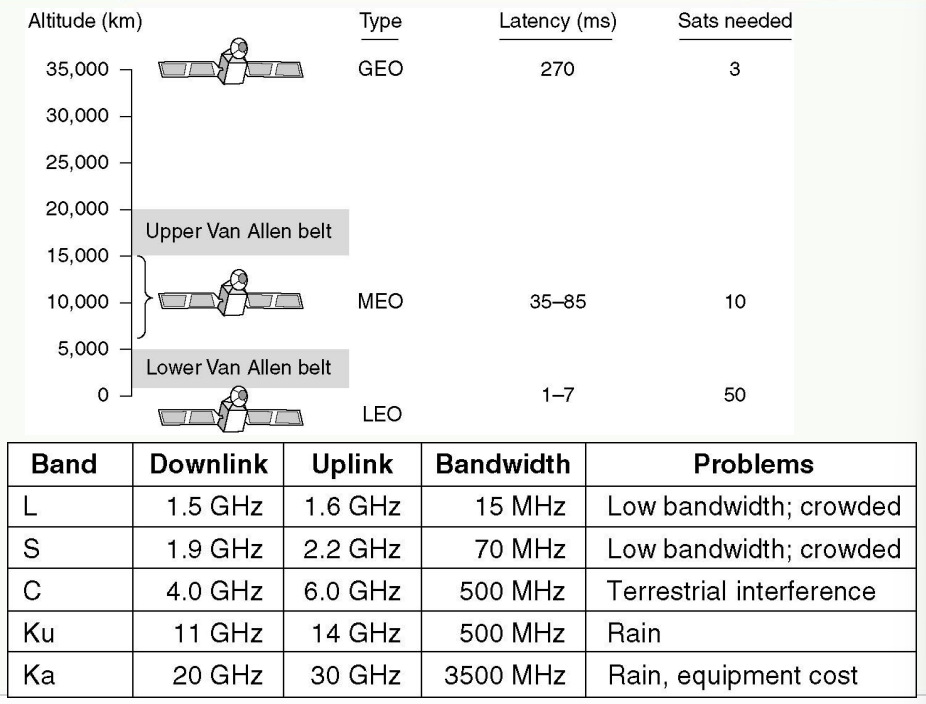 Altitude (km) Type Latency (ms) Sats needed
35,000 GEO 270 3
30,000
25,000
20,000
Upper Van Allen belt
15,000
10,000 MEO 35–85 10
5,000
Lower Van Allen belt
0 1–7 50
LEO
Band Downlink Uplink Bandwidth Problems
L 1.5 GHz 1.6 GHz 15 MHz Low bandwidth; crowded
S 1.9 GHz 2.2 GHz 70 MHz Low bandwidth; crowded
C 4.0 GHz 6.0 GHz 500 MHz Terrestrial interference
Ku 11 GHz 14 GHz 500 MHz Rain
Ka 20 GHz 30 GHz 3500 MHz Rain, equipment cost